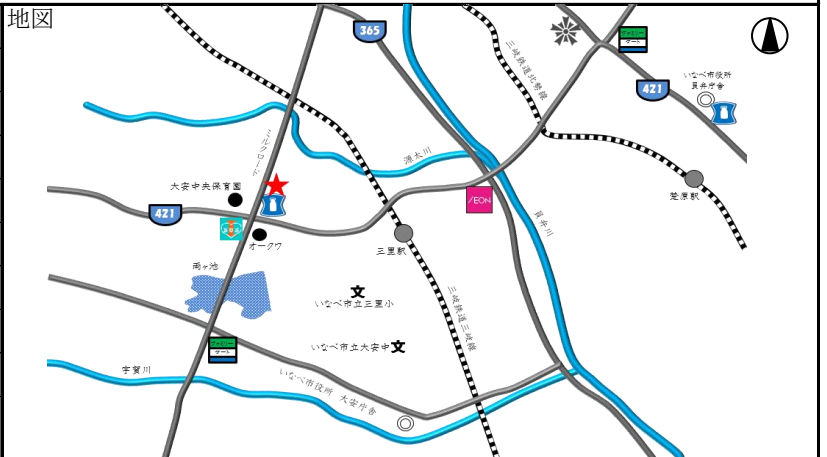 地図
365
三岐鉄道北勢線
ファミリー
マート
421
いなべ市役所
員弁庁舎
ミルクロード
源太川
大安中央保育園
楚原駅
421
AEON
員弁川
オークワ
三里駅
両ヶ池
いなべ市立三里小
三岐鉄道三岐線
いなべ市立大安中
ファミリー
マート
宇賀川
いなべ市役所 大安庁舎